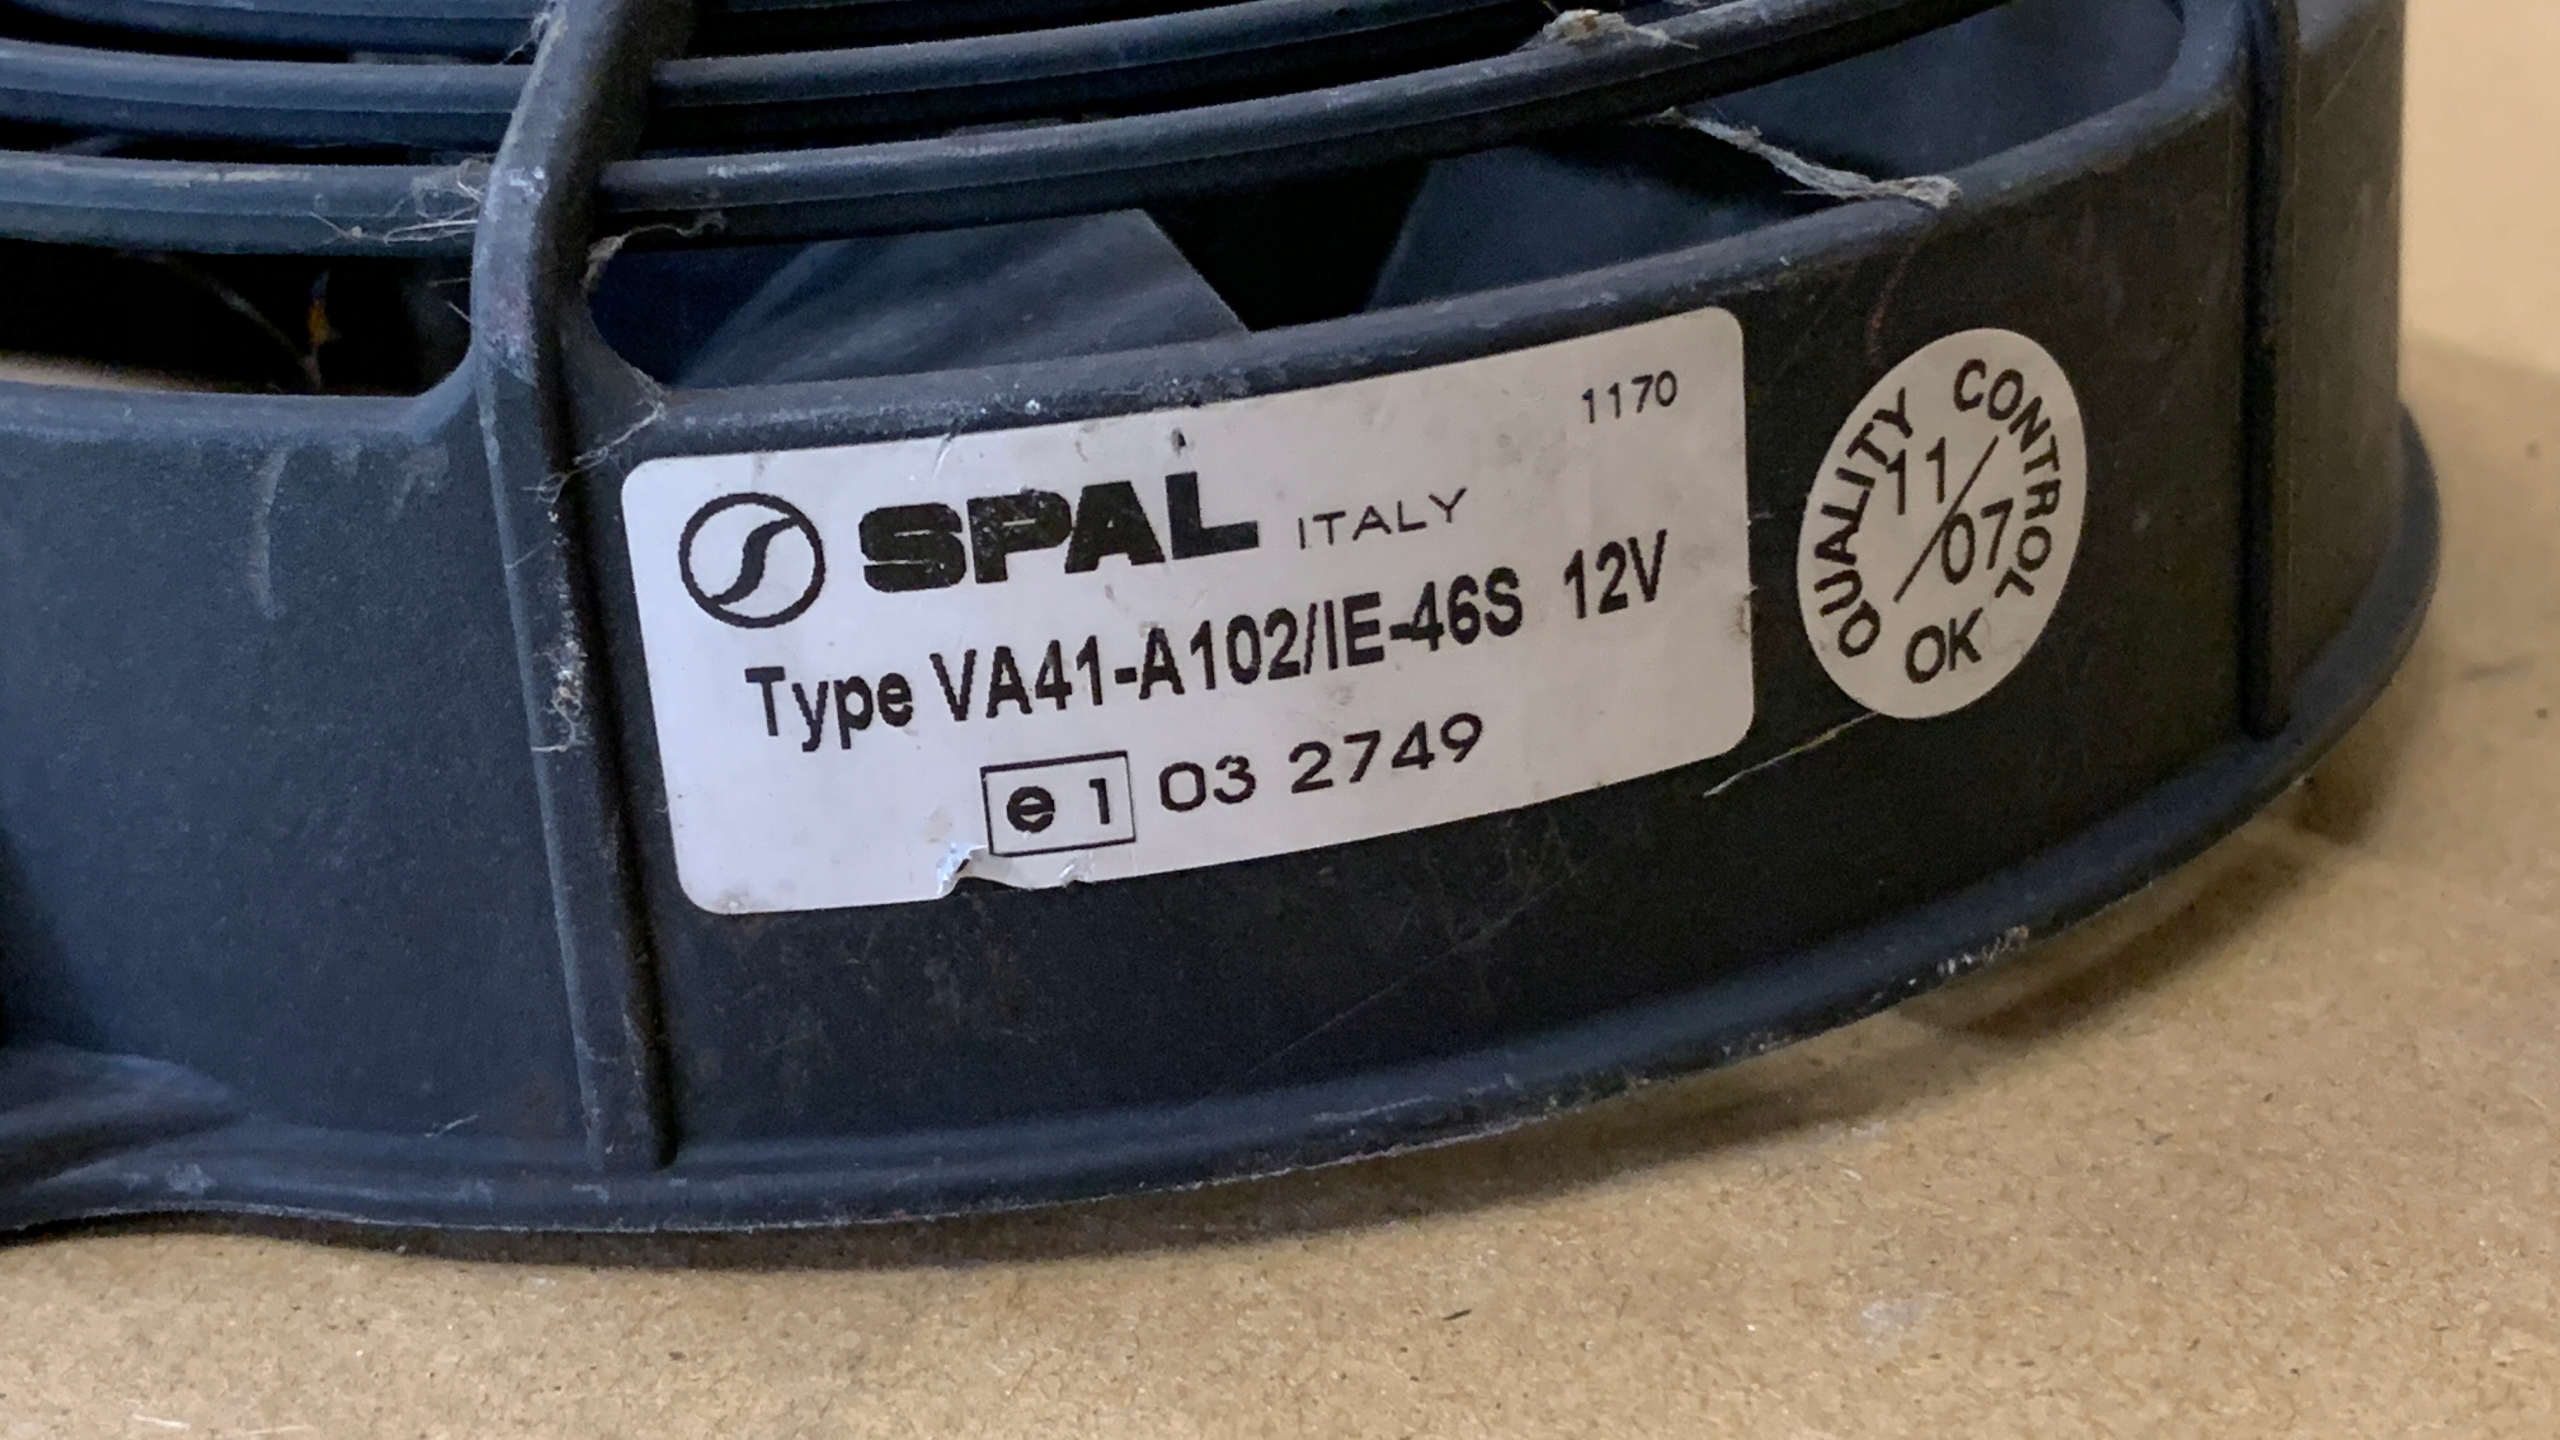 1170
SPAL ITALY
Type VA41-A102/IE-46S 12V
e 1 03 2749
QUALITY CONTROL
11/07
OK